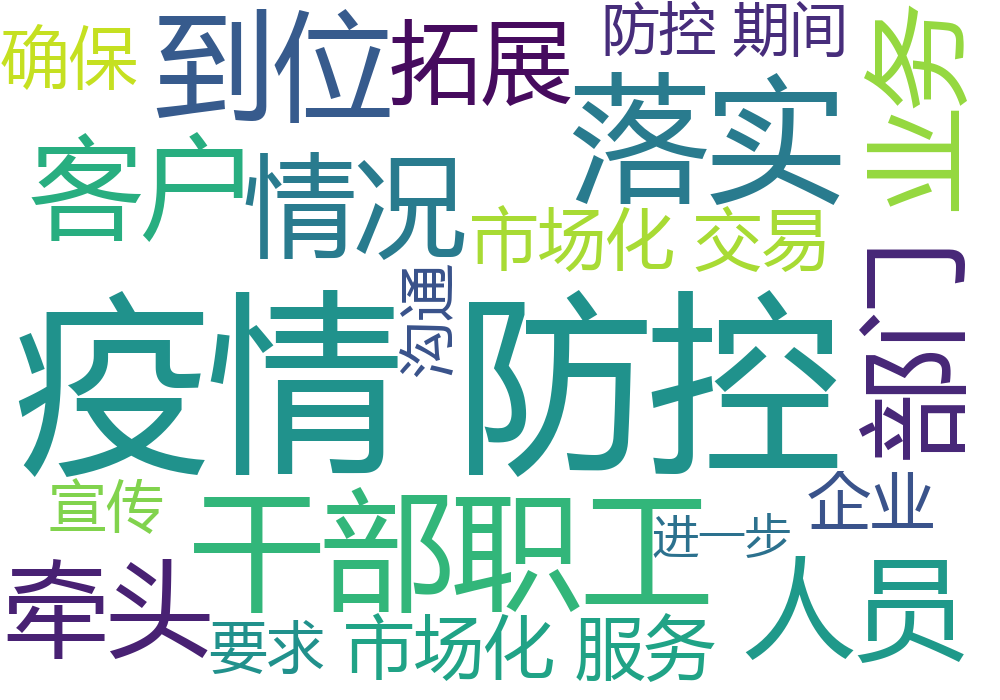 确保
到位
拓展
防控 期间
业务
客户
情况
落实
市场化 交易
部门
沟通
疫情 防控
宣传
干部职工
企业
进一步
牵头
要求
市场化 服务
人员